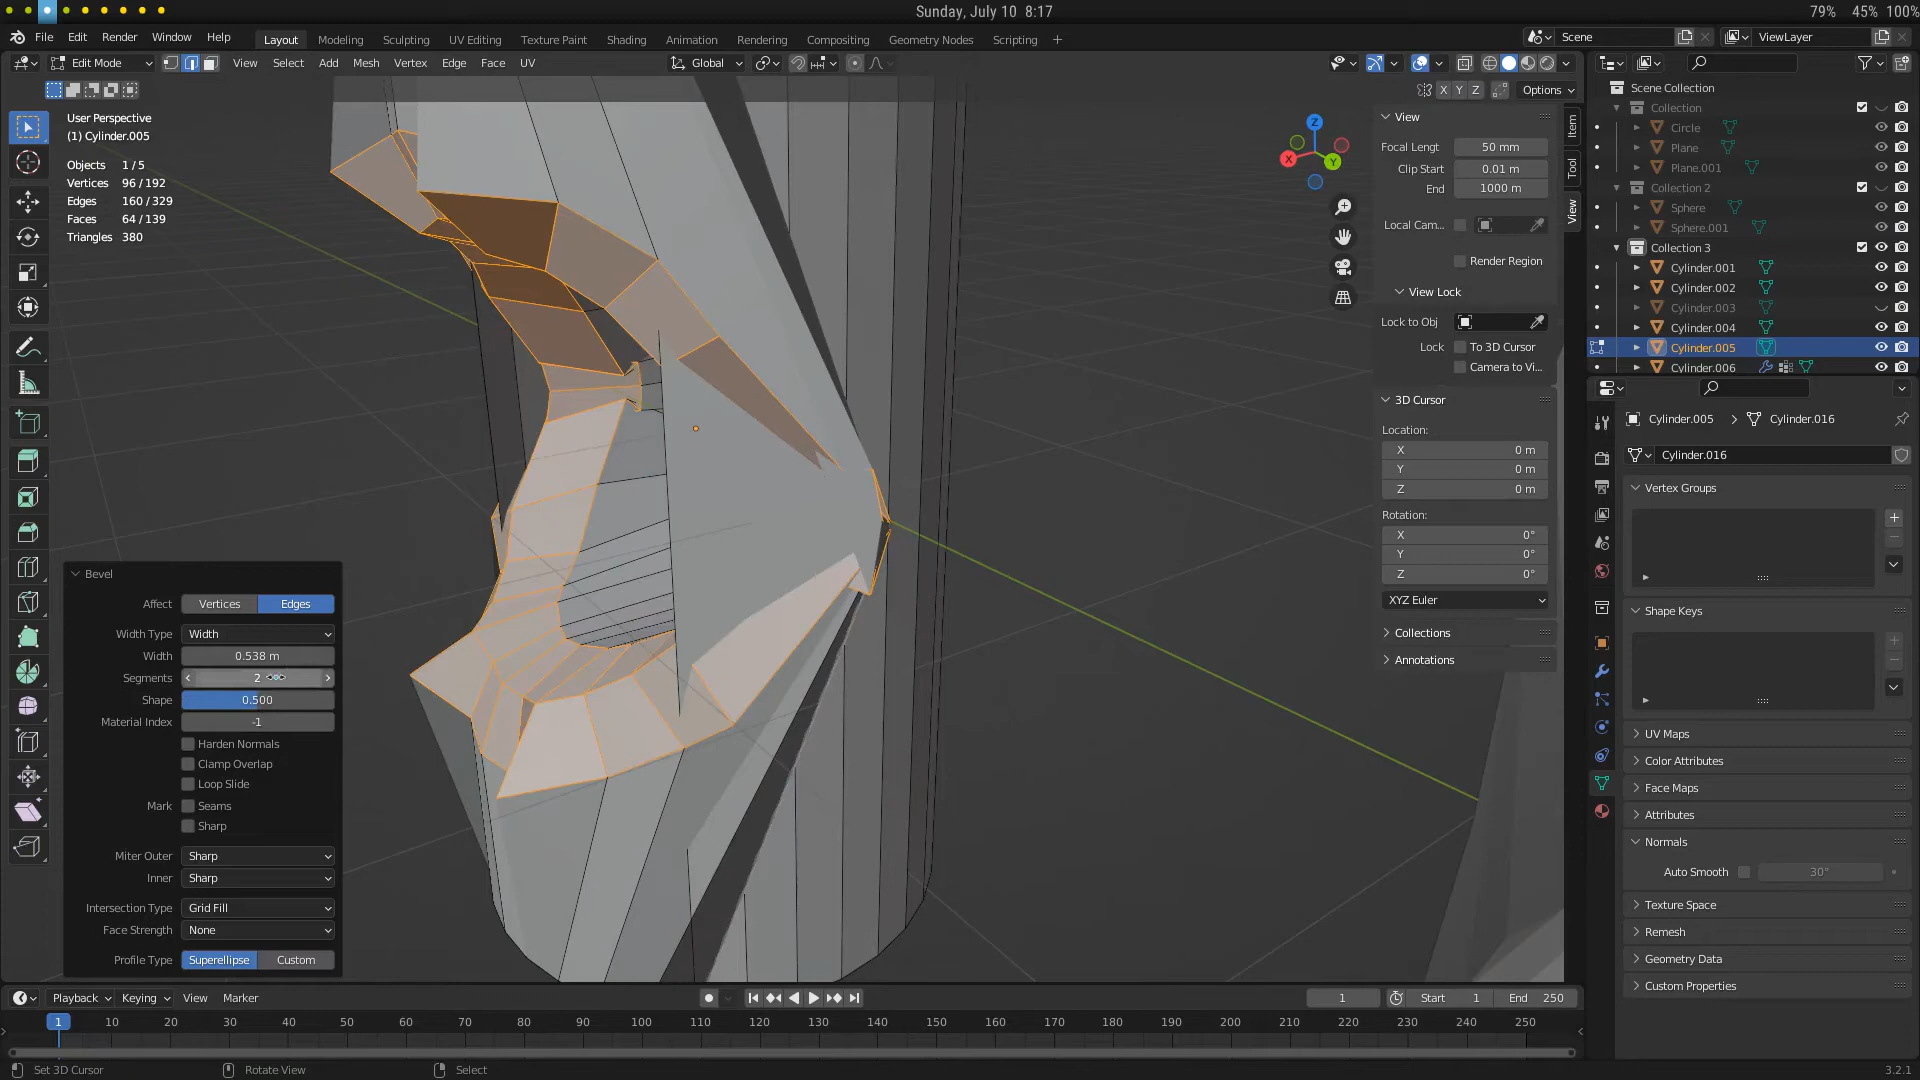 Sunday, July 10 8:17
79% 45% 100%
File Edit Render Window Help
Layout Modeling Sculpting UV Editing Texture Paint Shading Animation Rendering Compositing Geometry Nodes Scripting +
Scene
ViewLayer
Edit Mode
View Select Add Mesh Vertex Edge Face UV
Global
X Y Z
Options
User Perspective
(1) Cylinder.005
Objects 1 / 5
Vertices 96 / 192
Edges 160 / 329
Faces 64 / 139
Triangles 380
Z
X
Y
View
Focal Lengt 50 mm
Clip Start 0.01 m
End 1000 m
Local Cam...
Render Region
View Lock
Lock to Obj
Lock To 3D Cursor
Camera to Vi...
3D Cursor
Location:
X 0 m
Y 0 m
Z 0 m
Rotation:
X 0°
Y 0°
Z 0°
XYZ Euler
Collections
Annotations
Item
Tool
View
Scene Collection
Collection
Circle
Plane
Plane.001
Collection 2
Sphere
Sphere.001
Collection 3
Cylinder.001
Cylinder.002
Cylinder.003
Cylinder.004
Cylinder.005
Cylinder.006
Cylinder.005 Cylinder.016
Cylinder.016
Vertex Groups
Shape Keys
UV Maps
Color Attributes
Face Maps
Attributes
Normals
Auto Smooth 30°
Texture Space
Remesh
Geometry Data
Custom Properties
Bevel
Affect Vertices Edges
Width Type Width
Width 0.538 m
Segments 2
Shape 0.500
Material Index -1
Harden Normals
Clamp Overlap
Loop Slide
Mark Seams
Sharp
Miter Outer Sharp
Inner Sharp
Intersection Type Grid Fill
Face Strength None
Profile Type Superellipse Custom
Playback Keying View Marker
1 Start 1 End 250
1 10 20 30 40 50 60 70 80 90 100 110 120 130 140 150 160 170 180 190 200 210 220 230 240 250
Set 3D Cursor Rotate View Select
3.2.1